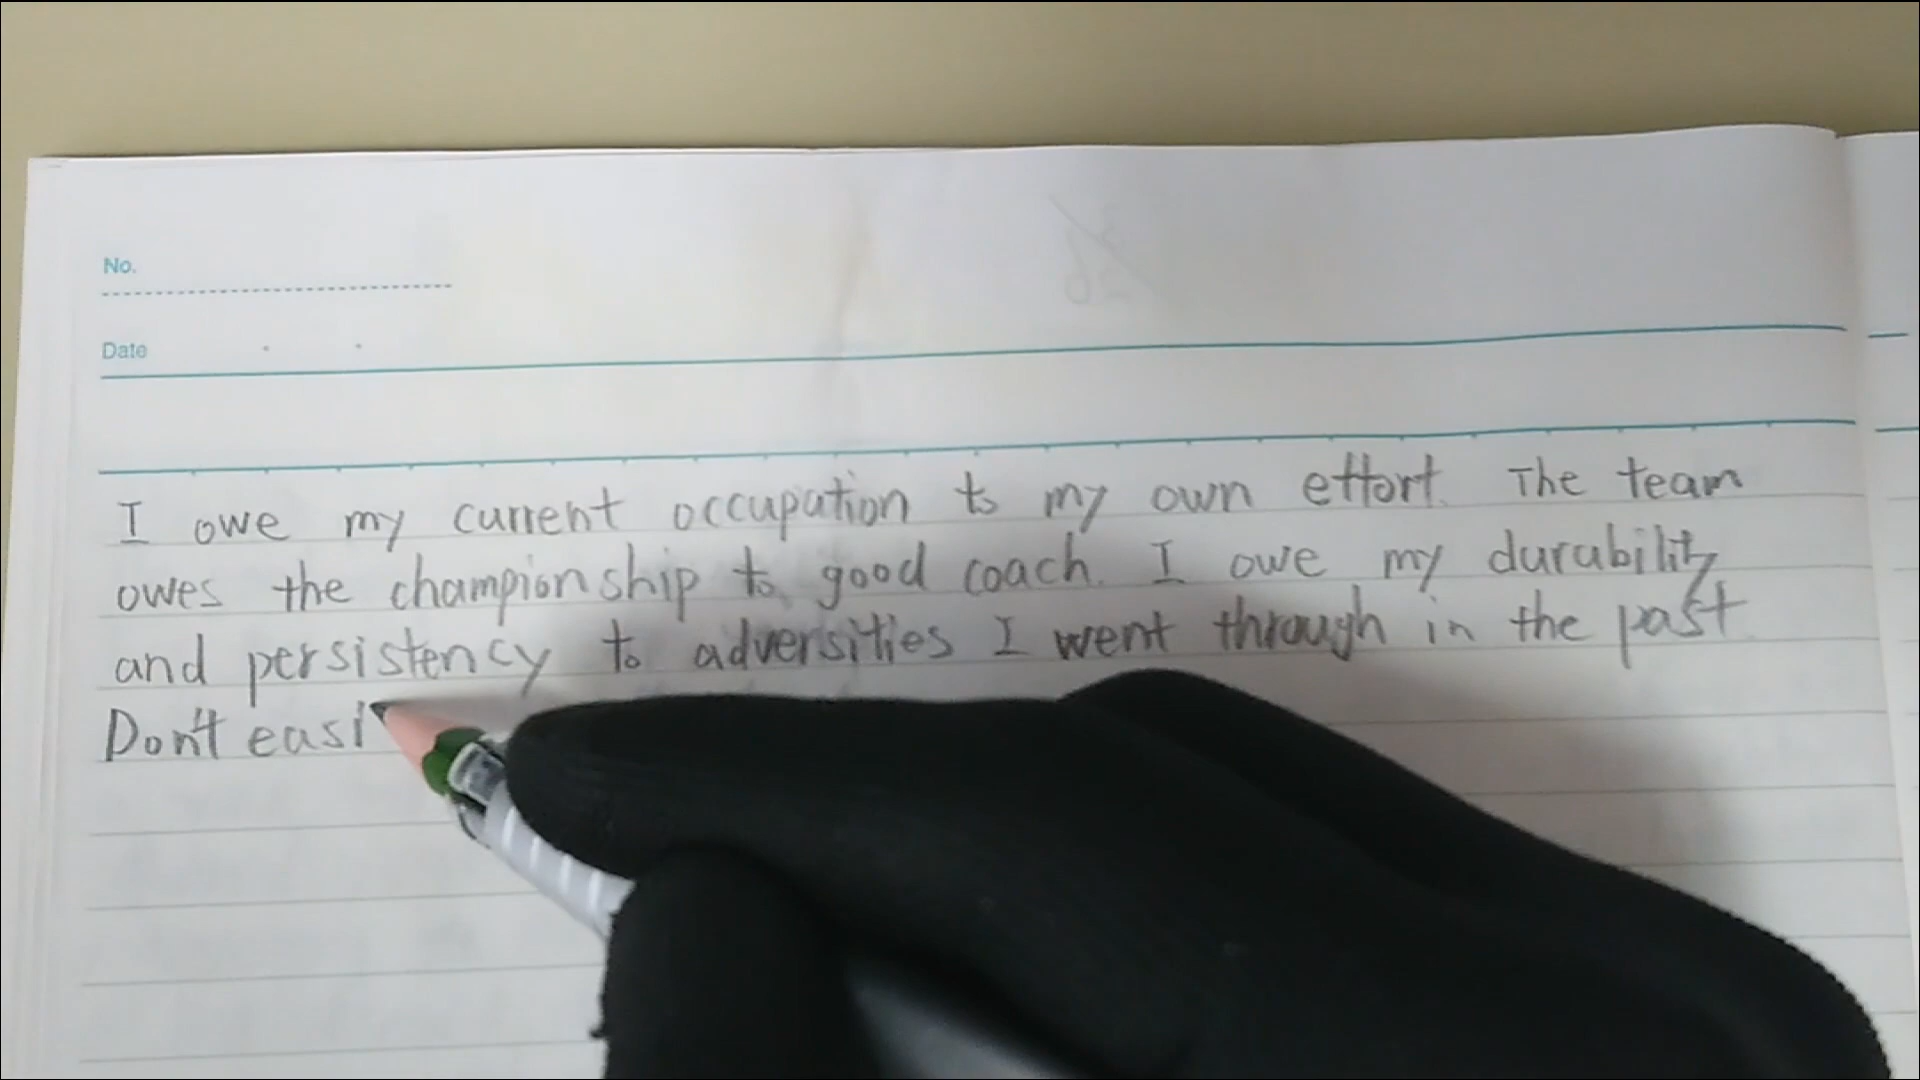 No.
Date
I owe my current occupation to my own effort. The team
owes the championship to good coach. I owe my durability
and persistency to adversities I went through in the past
Don't easi